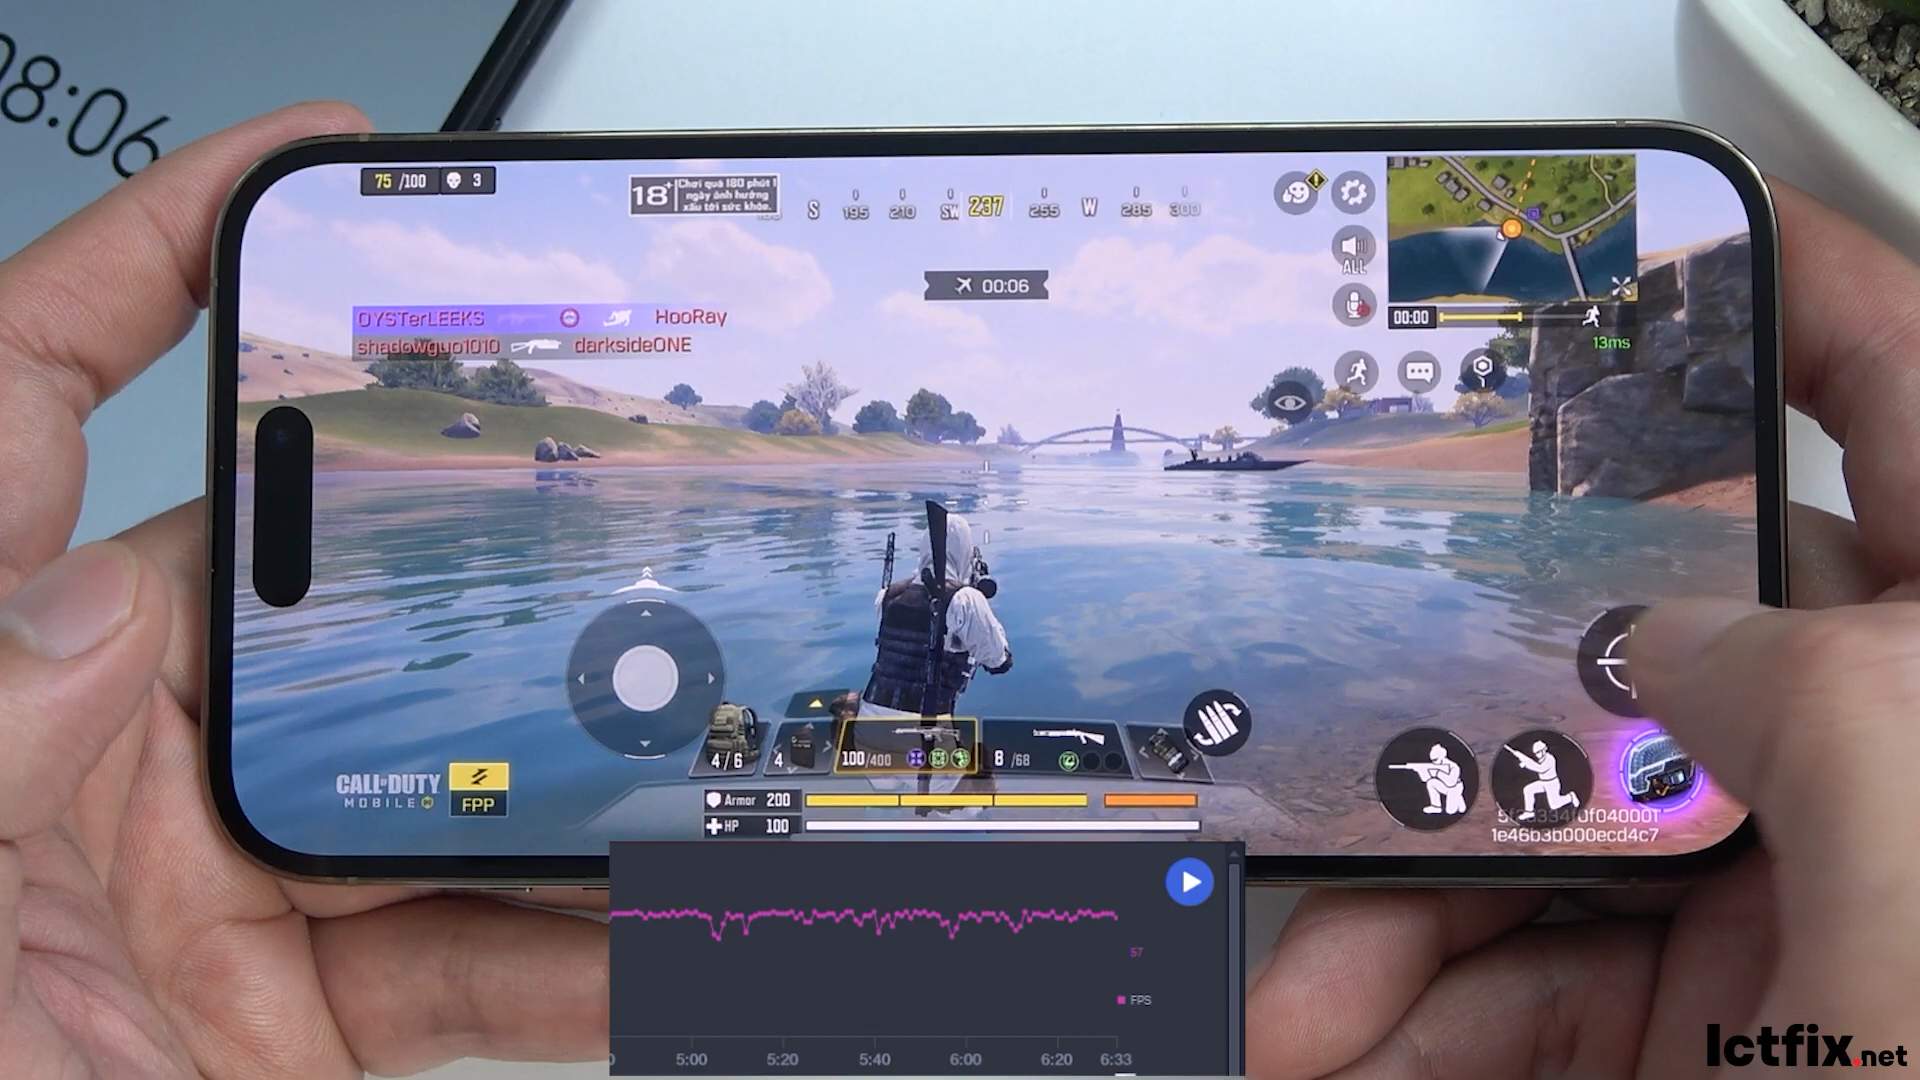 08:06
75 /100 3
18+ Chơi quá 180 phút 1
ngày ảnh hưởng
xấu tới sức khỏe.
S 195 210 SW 237 255 W 285 300
ALL
00:06
OYSTerLEEKS HooRay
shadowguo1010 darksideONE
00:00
13ms
4/6
4
100/400
8 /68
CALL OF DUTY
MOBILE
FPP
Armor 200
HP 100
1e46b3b000ecd4c7
57
FPS
5:00 5:20 5:40 6:00 6:20 6:33
Ictfix.net